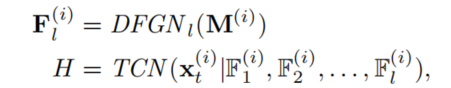 F_l^{(i)} = DFGN_l(M^{(i)})
H = TCN(x_t^{(i)}|𝔽_1^{(i)}, 𝔽_2^{(i)}, . . . , 𝔽_l^{(i)}),